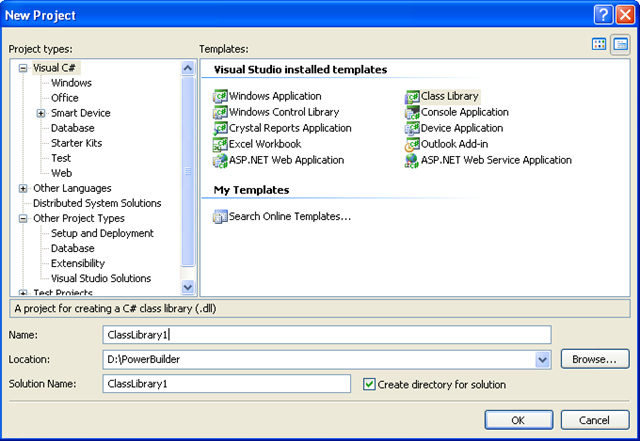 New Project
Project types:
Templates:
Visual C#
Windows
Office
Smart Device
Database
Starter Kits
Test
Web
Other Languages
Distributed System Solutions
Other Project Types
Setup and Deployment
Database
Extensibility
Visual Studio Solutions
Test Projects
Visual Studio installed templates
Windows Application
Class Library
Windows Control Library
Console Application
Crystal Reports Application
Device Application
Excel Workbook
Outlook Add-in
ASP.NET Web Application
ASP.NET Web Service Application
My Templates
Search Online Templates...
A project for creating a C# class library (.dll)
Name:
ClassLibrary1
Location:
D:\PowerBuilder
Browse...
Solution Name:
ClassLibrary1
Create directory for solution
OK
Cancel